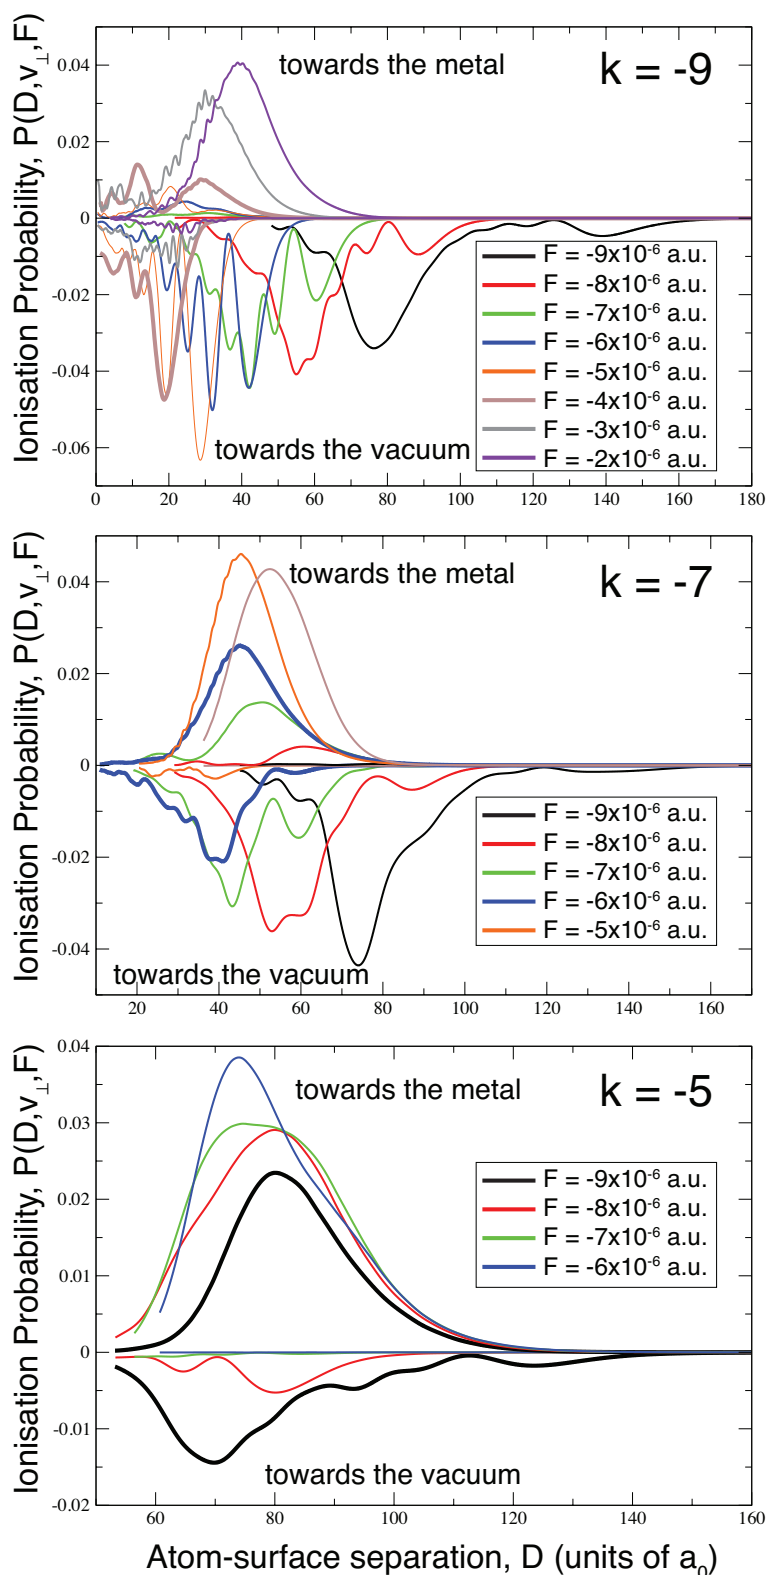 Ionisation Probability, P(D,v⊥,F)
towards the metal
k = -9
0.04
0.02
0
-0.02
-0.04
-0.06
F = -9x10⁻⁶ a.u.
F = -8x10⁻⁶ a.u.
F = -7x10⁻⁶ a.u.
F = -6x10⁻⁶ a.u.
F = -5x10⁻⁶ a.u.
F = -4x10⁻⁶ a.u.
F = -3x10⁻⁶ a.u.
F = -2x10⁻⁶ a.u.
towards the vacuum
0 20 40 60 80 100 120 140 160 180
Ionisation Probability, P(D,v⊥,F)
towards the metal
k = -7
0.04
0.02
0
-0.02
-0.04
F = -9x10⁻⁶ a.u.
F = -8x10⁻⁶ a.u.
F = -7x10⁻⁶ a.u.
F = -6x10⁻⁶ a.u.
F = -5x10⁻⁶ a.u.
towards the vacuum
20 40 60 80 100 120 140 160
Ionisation Probability, P(D,v⊥,F)
towards the metal
k = -5
0.04
0.03
0.02
0.01
0
-0.01
-0.02
F = -9x10⁻⁶ a.u.
F = -8x10⁻⁶ a.u.
F = -7x10⁻⁶ a.u.
F = -6x10⁻⁶ a.u.
towards the vacuum
60 80 100 120 140 160
Atom-surface separation, D (units of a₀)